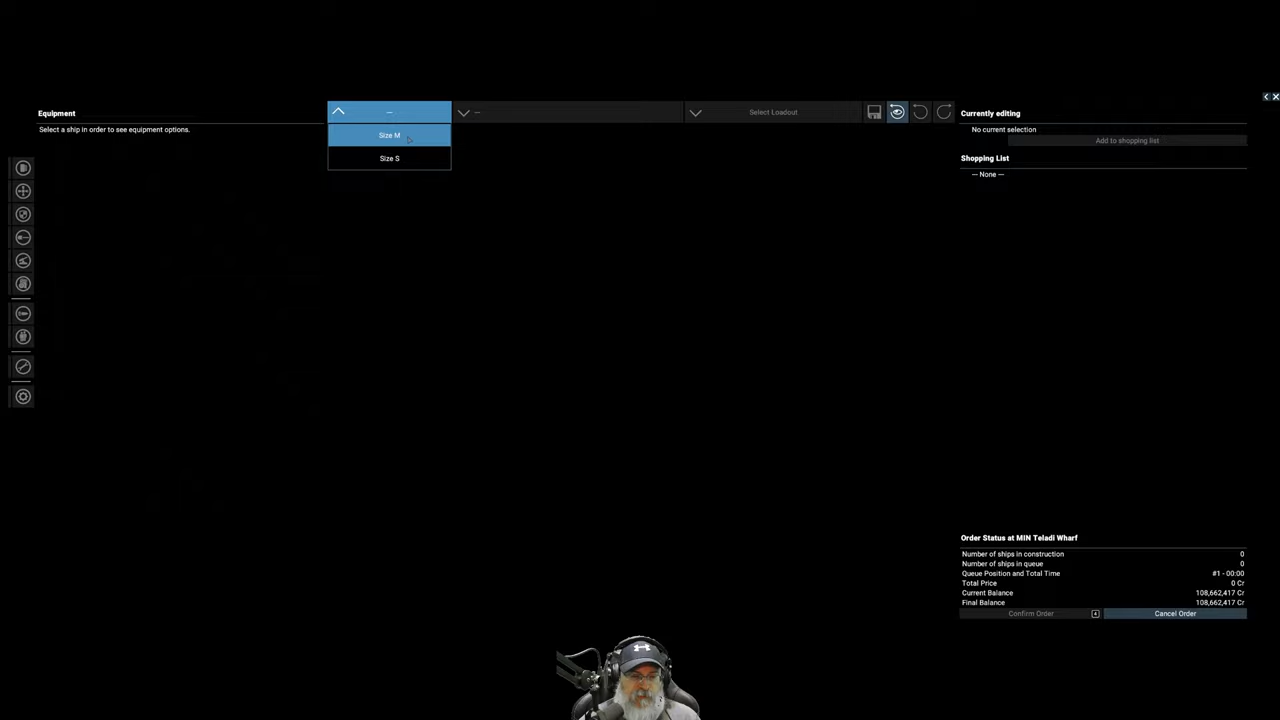 Equipment
Select a ship in order to see equipment options.
—
Size M
Size S
—
Select Loadout
Currently editing
No current selection
Add to shopping list
Shopping List
--- None ---
Order Status at MIN Teladi Wharf
Number of ships in construction 0
Number of ships in queue 0
Queue Position and Total Time #1 - 00:00
Total Price 0 Cr
Current Balance 108,662,417 Cr
Final Balance 108,662,417 Cr
Confirm Order
Cancel Order